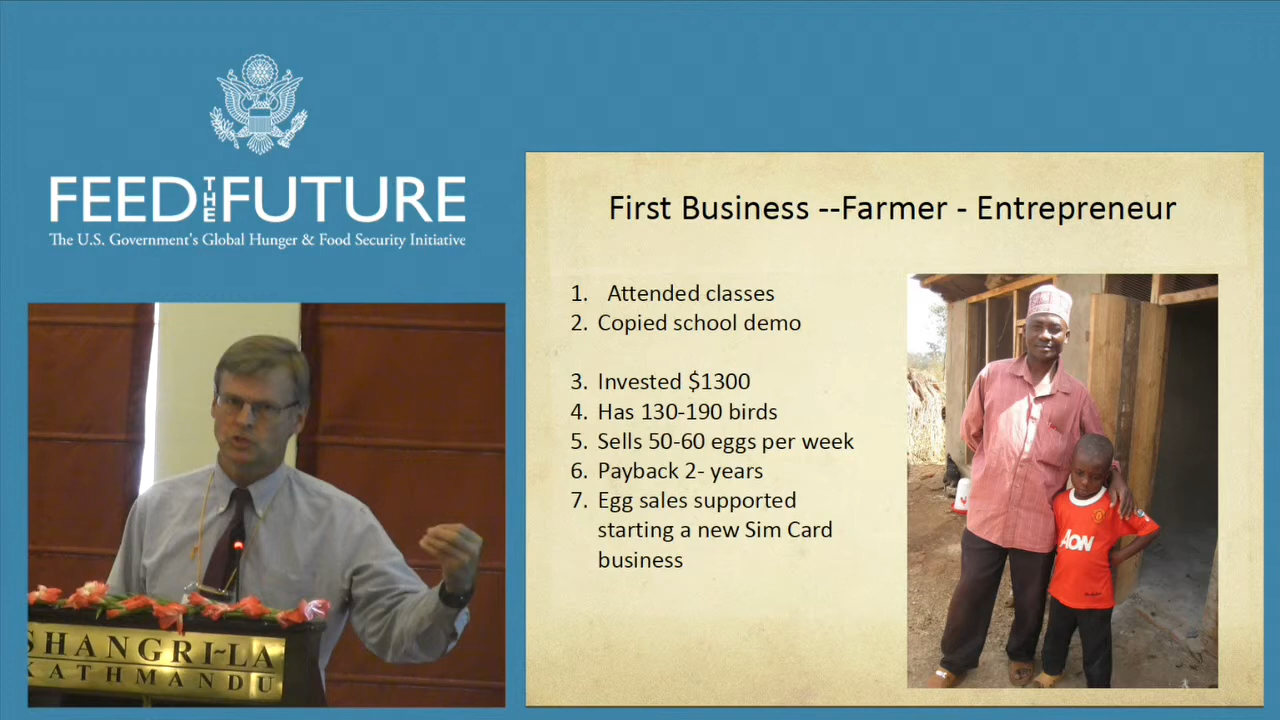 FEED THE FUTURE
The U.S. Government's Global Hunger & Food Security Initiative
SHANGRI~LA
KATHMANDU
First Business --Farmer - Entrepreneur
1. Attended classes
2. Copied school demo
3. Invested $1300
4. Has 130-190 birds
5. Sells 50-60 eggs per week
6. Payback 2- years
7. Egg sales supported
starting a new Sim Card
business
AON